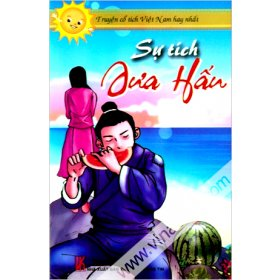 Truyện cổ tích Việt Nam hay nhất
Sự tích
Dưa Hấu